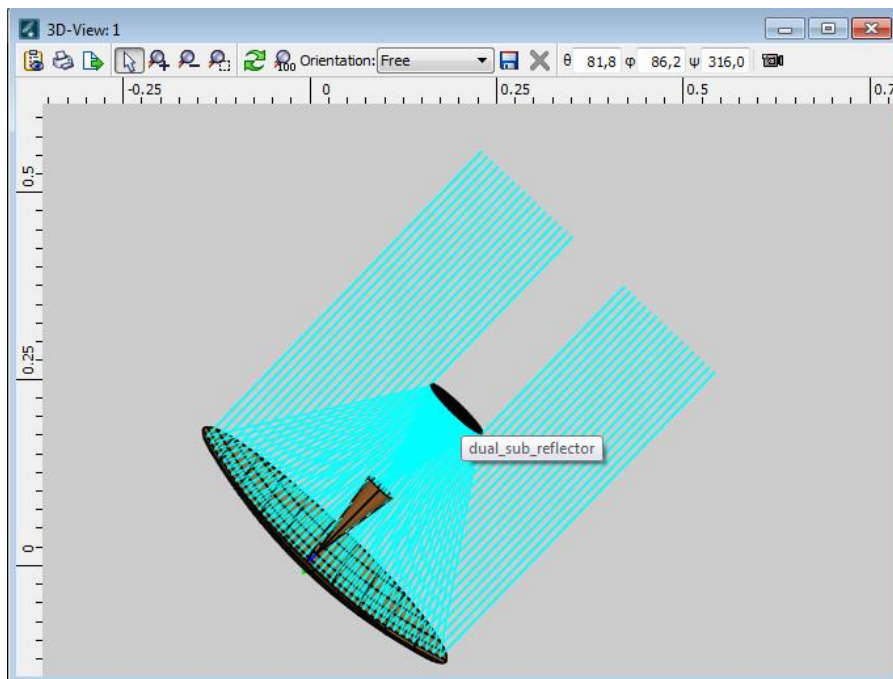 3D-View: 1
100 Orientation: Free θ 81,8 φ 86,2 ψ 316,0
-0.25 0 0.25 0.5 0.7
0.5
0.25
dual_sub_reflector
0